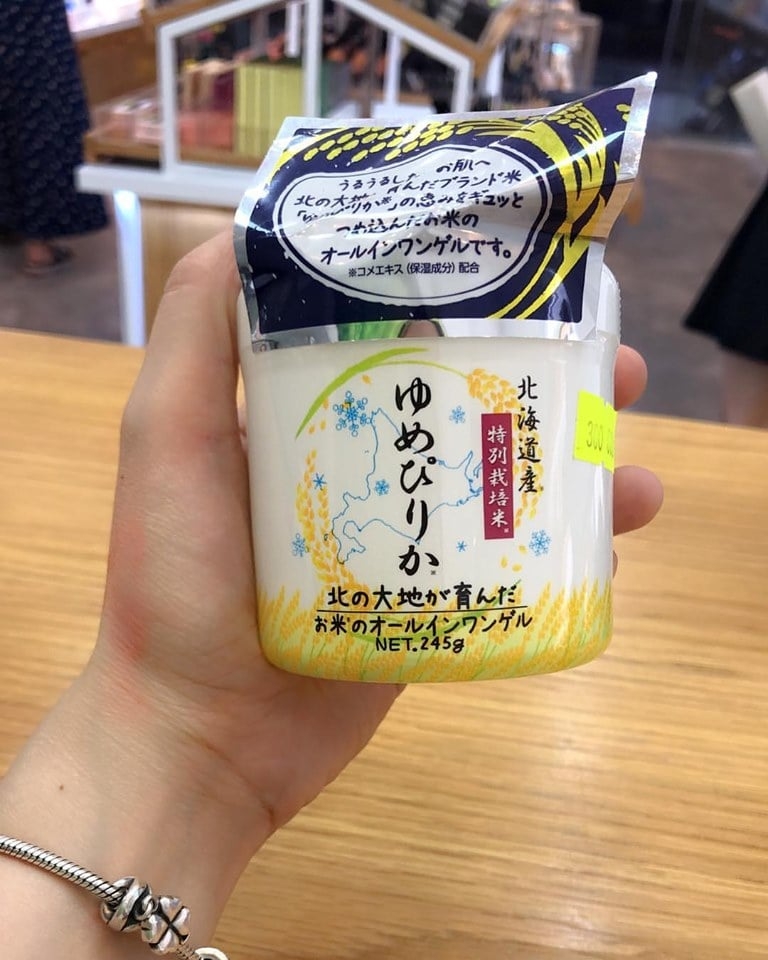 うるうるした お肌へ
北の大地 育んだブランド米
「ゆめぴりか※」の恵みをギュッと
つめ込んだお米の
オールインワンゲルです。
※コメエキス（保湿成分）配合
北海道産
特別栽培米※
ゆめぴりか※
北の大地が育んだ
お米のオールインワンゲル
NET.245g
300